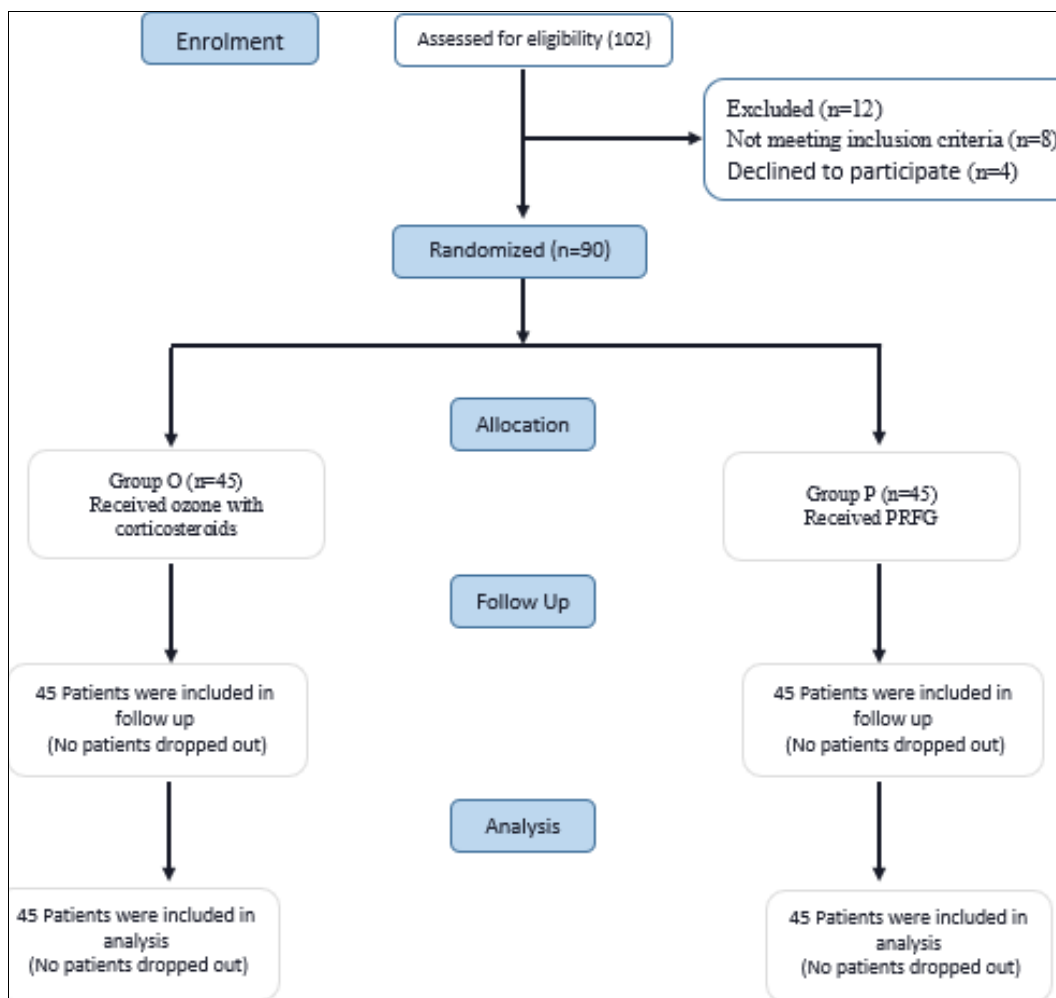 Enrolment
Assessed for eligibility (102)
Excluded (n=12)
Not meeting inclusion criteria (n=8)
Declined to participate (n=4)
Randomized (n=90)
Allocation
Group O (n=45)
Received ozone with
corticosteroids
Group P (n=45)
Received PRFG
Follow Up
45 Patients were included in
follow up
(No patients dropped out)
45 Patients were included in
follow up
(No patients dropped out)
Analysis
45 Patients were included in
analysis
(No patients dropped out)
45 Patients were included in
analysis
(No patients dropped out)